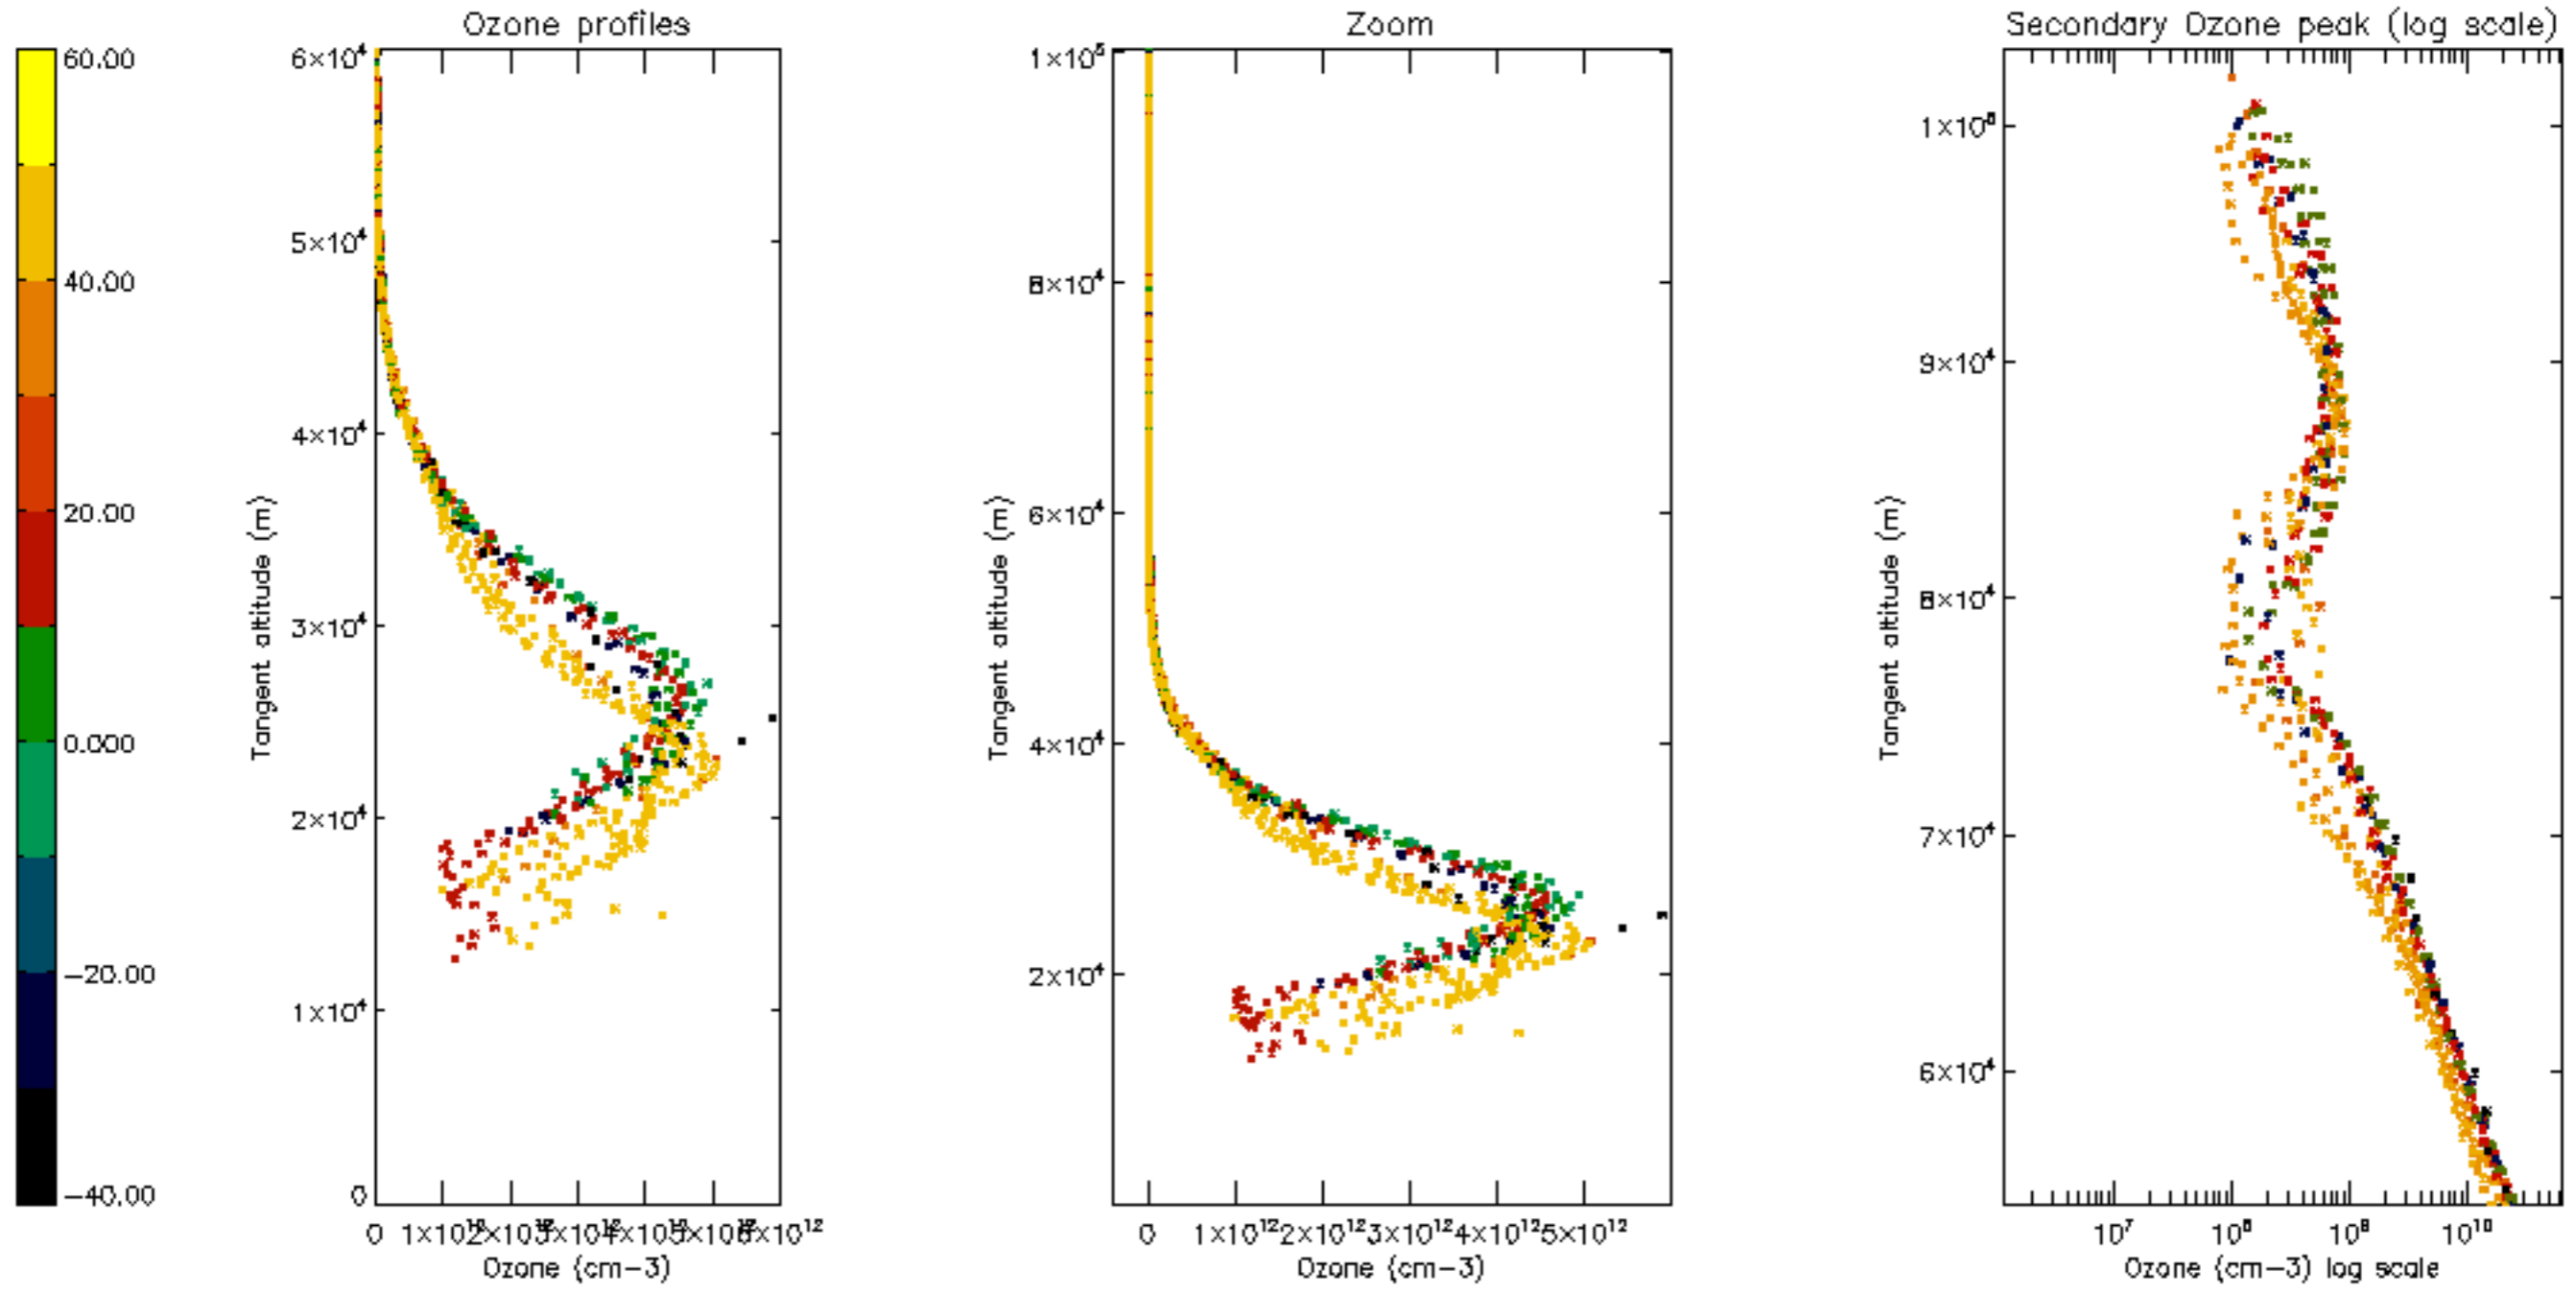 Ozone profiles
Zoom
Secondary Ozone peak (log scale)
60.00
40.00
20.00
0.000
−20.00
−40.00
6×10⁴
5×10⁴
4×10⁴
3×10⁴
2×10⁴
1×10⁴
0
Tangent altitude (m)
0
Ozone (cm−3)
1×10⁵
8×10⁴
6×10⁴
4×10⁴
2×10⁴
Tangent altitude (m)
0 1×10¹² 2×10¹² 3×10¹² 4×10¹² 5×10¹²
Ozone (cm−3)
9×10⁴
8×10⁴
7×10⁴
6×10⁴
Tangent altitude (m)
10⁷ 10⁹ 10¹⁰
Ozone (cm−3) log scale